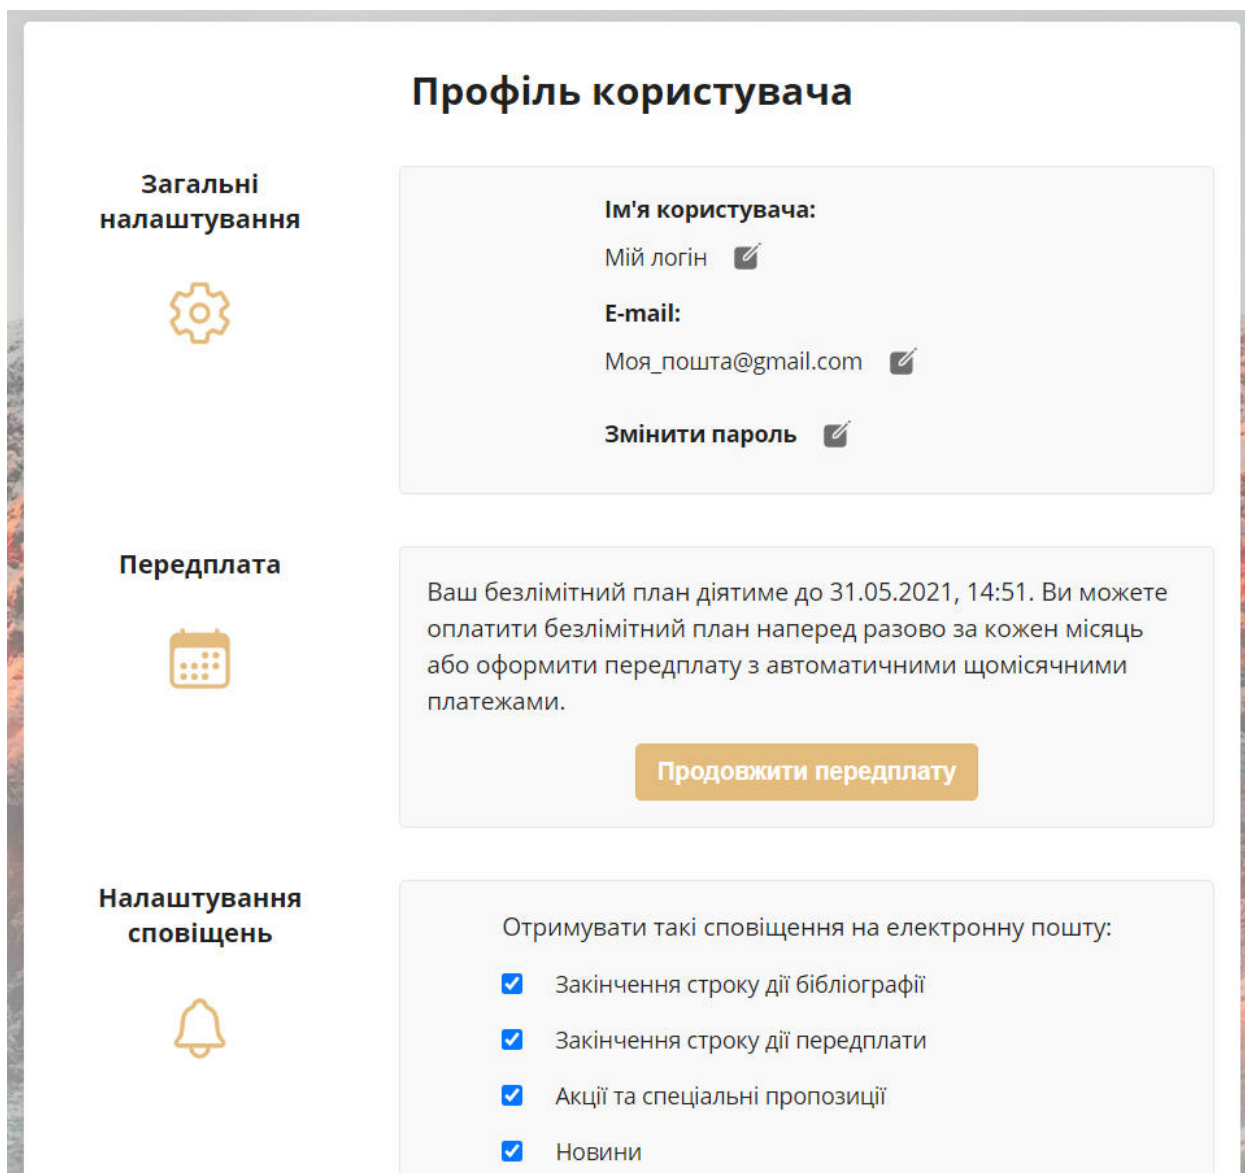 Профіль користувача
Загальні
налаштування
Ім'я користувача:
Мій логін
E-mail:
Моя_пошта@gmail.com
Змінити пароль
Передплата
Ваш безлімітний план діятиме до 31.05.2021, 14:51. Ви можете
оплатити безлімітний план наперед разово за кожен місяць
або оформити передплату з автоматичними щомісячними
платежами.
Продовжити передплату
Налаштування
сповіщень
Отримувати такі сповіщення на електронну пошту:
Закінчення строку дії бібліографії
Закінчення строку дії передплати
Акції та спеціальні пропозиції
Новини